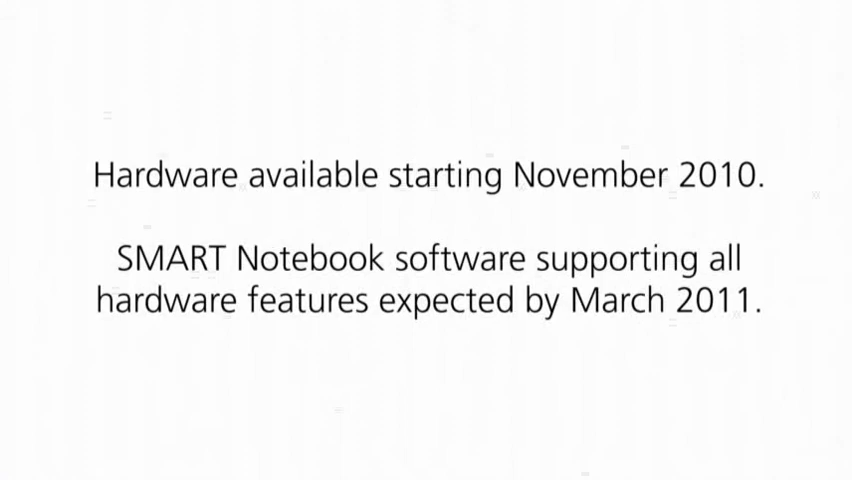 Hardware available starting November 2010.
SMART Notebook software supporting all
hardware features expected by March 2011.